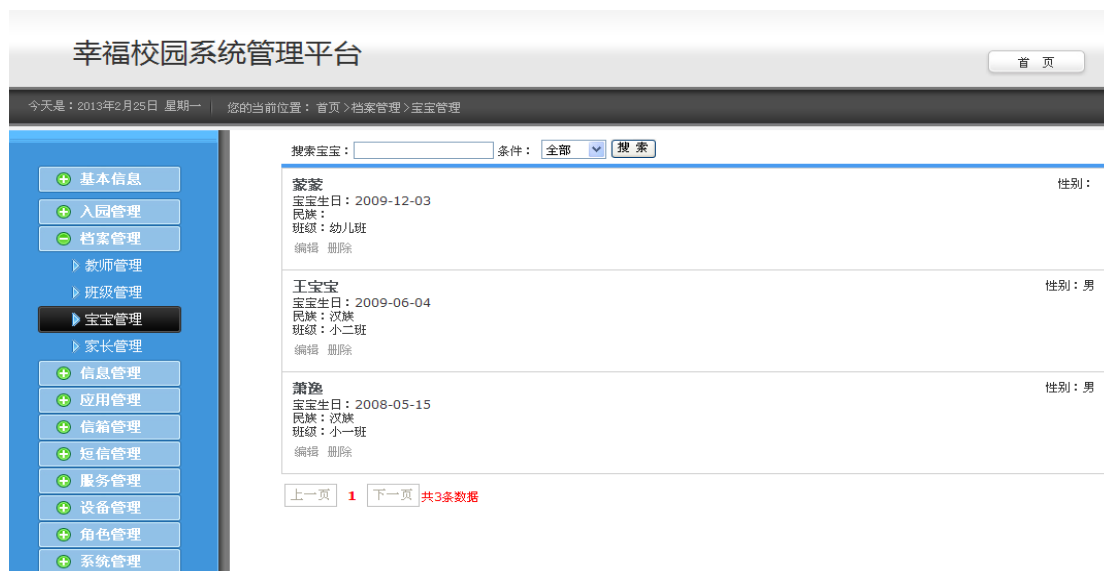 幸福校园系统管理平台
首 页
今天是：2013年2月25日 星期一 | 您的当前位置：首页>档案管理>宝宝管理
搜索宝宝： 条件： 全部 搜 索
基本信息
入园管理
档案管理
教师管理
班级管理
宝宝管理
家长管理
信息管理
应用管理
信箱管理
短信管理
服务管理
设备管理
角色管理
系统管理
蒙蒙 性别：
宝宝生日：2009-12-03
民族：
班级：幼儿班
编辑 删除
王宝宝 性别：男
宝宝生日：2009-06-04
民族：汉族
班级：小二班
编辑 删除
萧逸 性别：男
宝宝生日：2008-05-15
民族：汉族
班级：小一班
编辑 删除
上一页 1 下一页 共3条数据